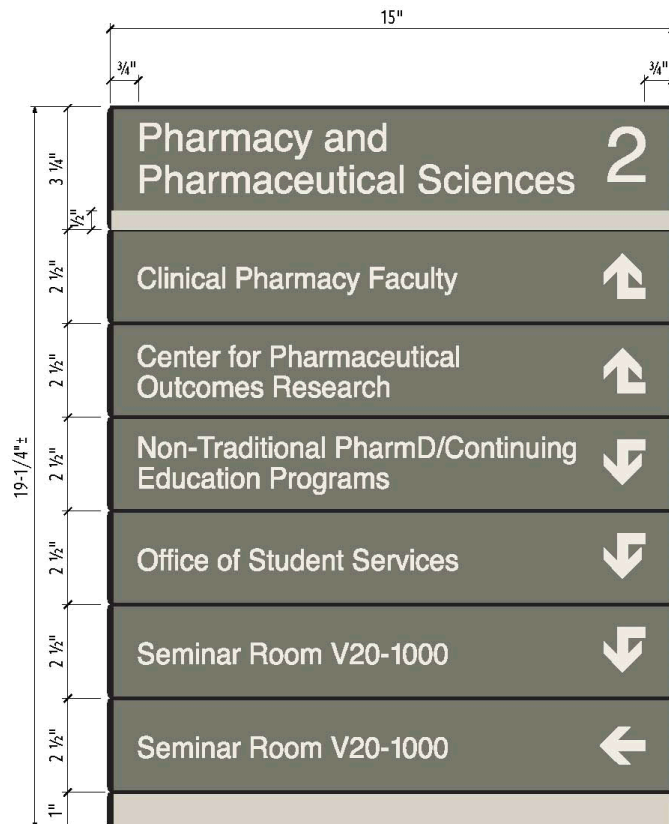 15"
¾"
¾"
Pharmacy and
Pharmaceutical Sciences
2
3 ¼"
½"
Clinical Pharmacy Faculty
2 ½"
Center for Pharmaceutical
Outcomes Research
2 ½"
Non-Traditional PharmD/Continuing
Education Programs
2 ½"
19-1/4"±
Office of Student Services
2 ½"
Seminar Room V20-1000
2 ½"
Seminar Room V20-1000
2 ½"
1"